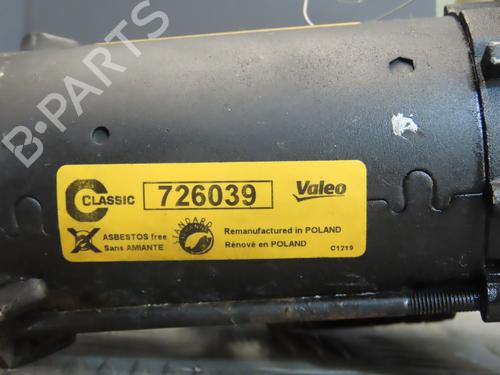 B-PARTS
C CLASSIC 726039 Valeo
ASBESTOS free
Sans AMIANTE
STANDARD
Remanufactured in POLAND
Rénové en POLAND
C1219